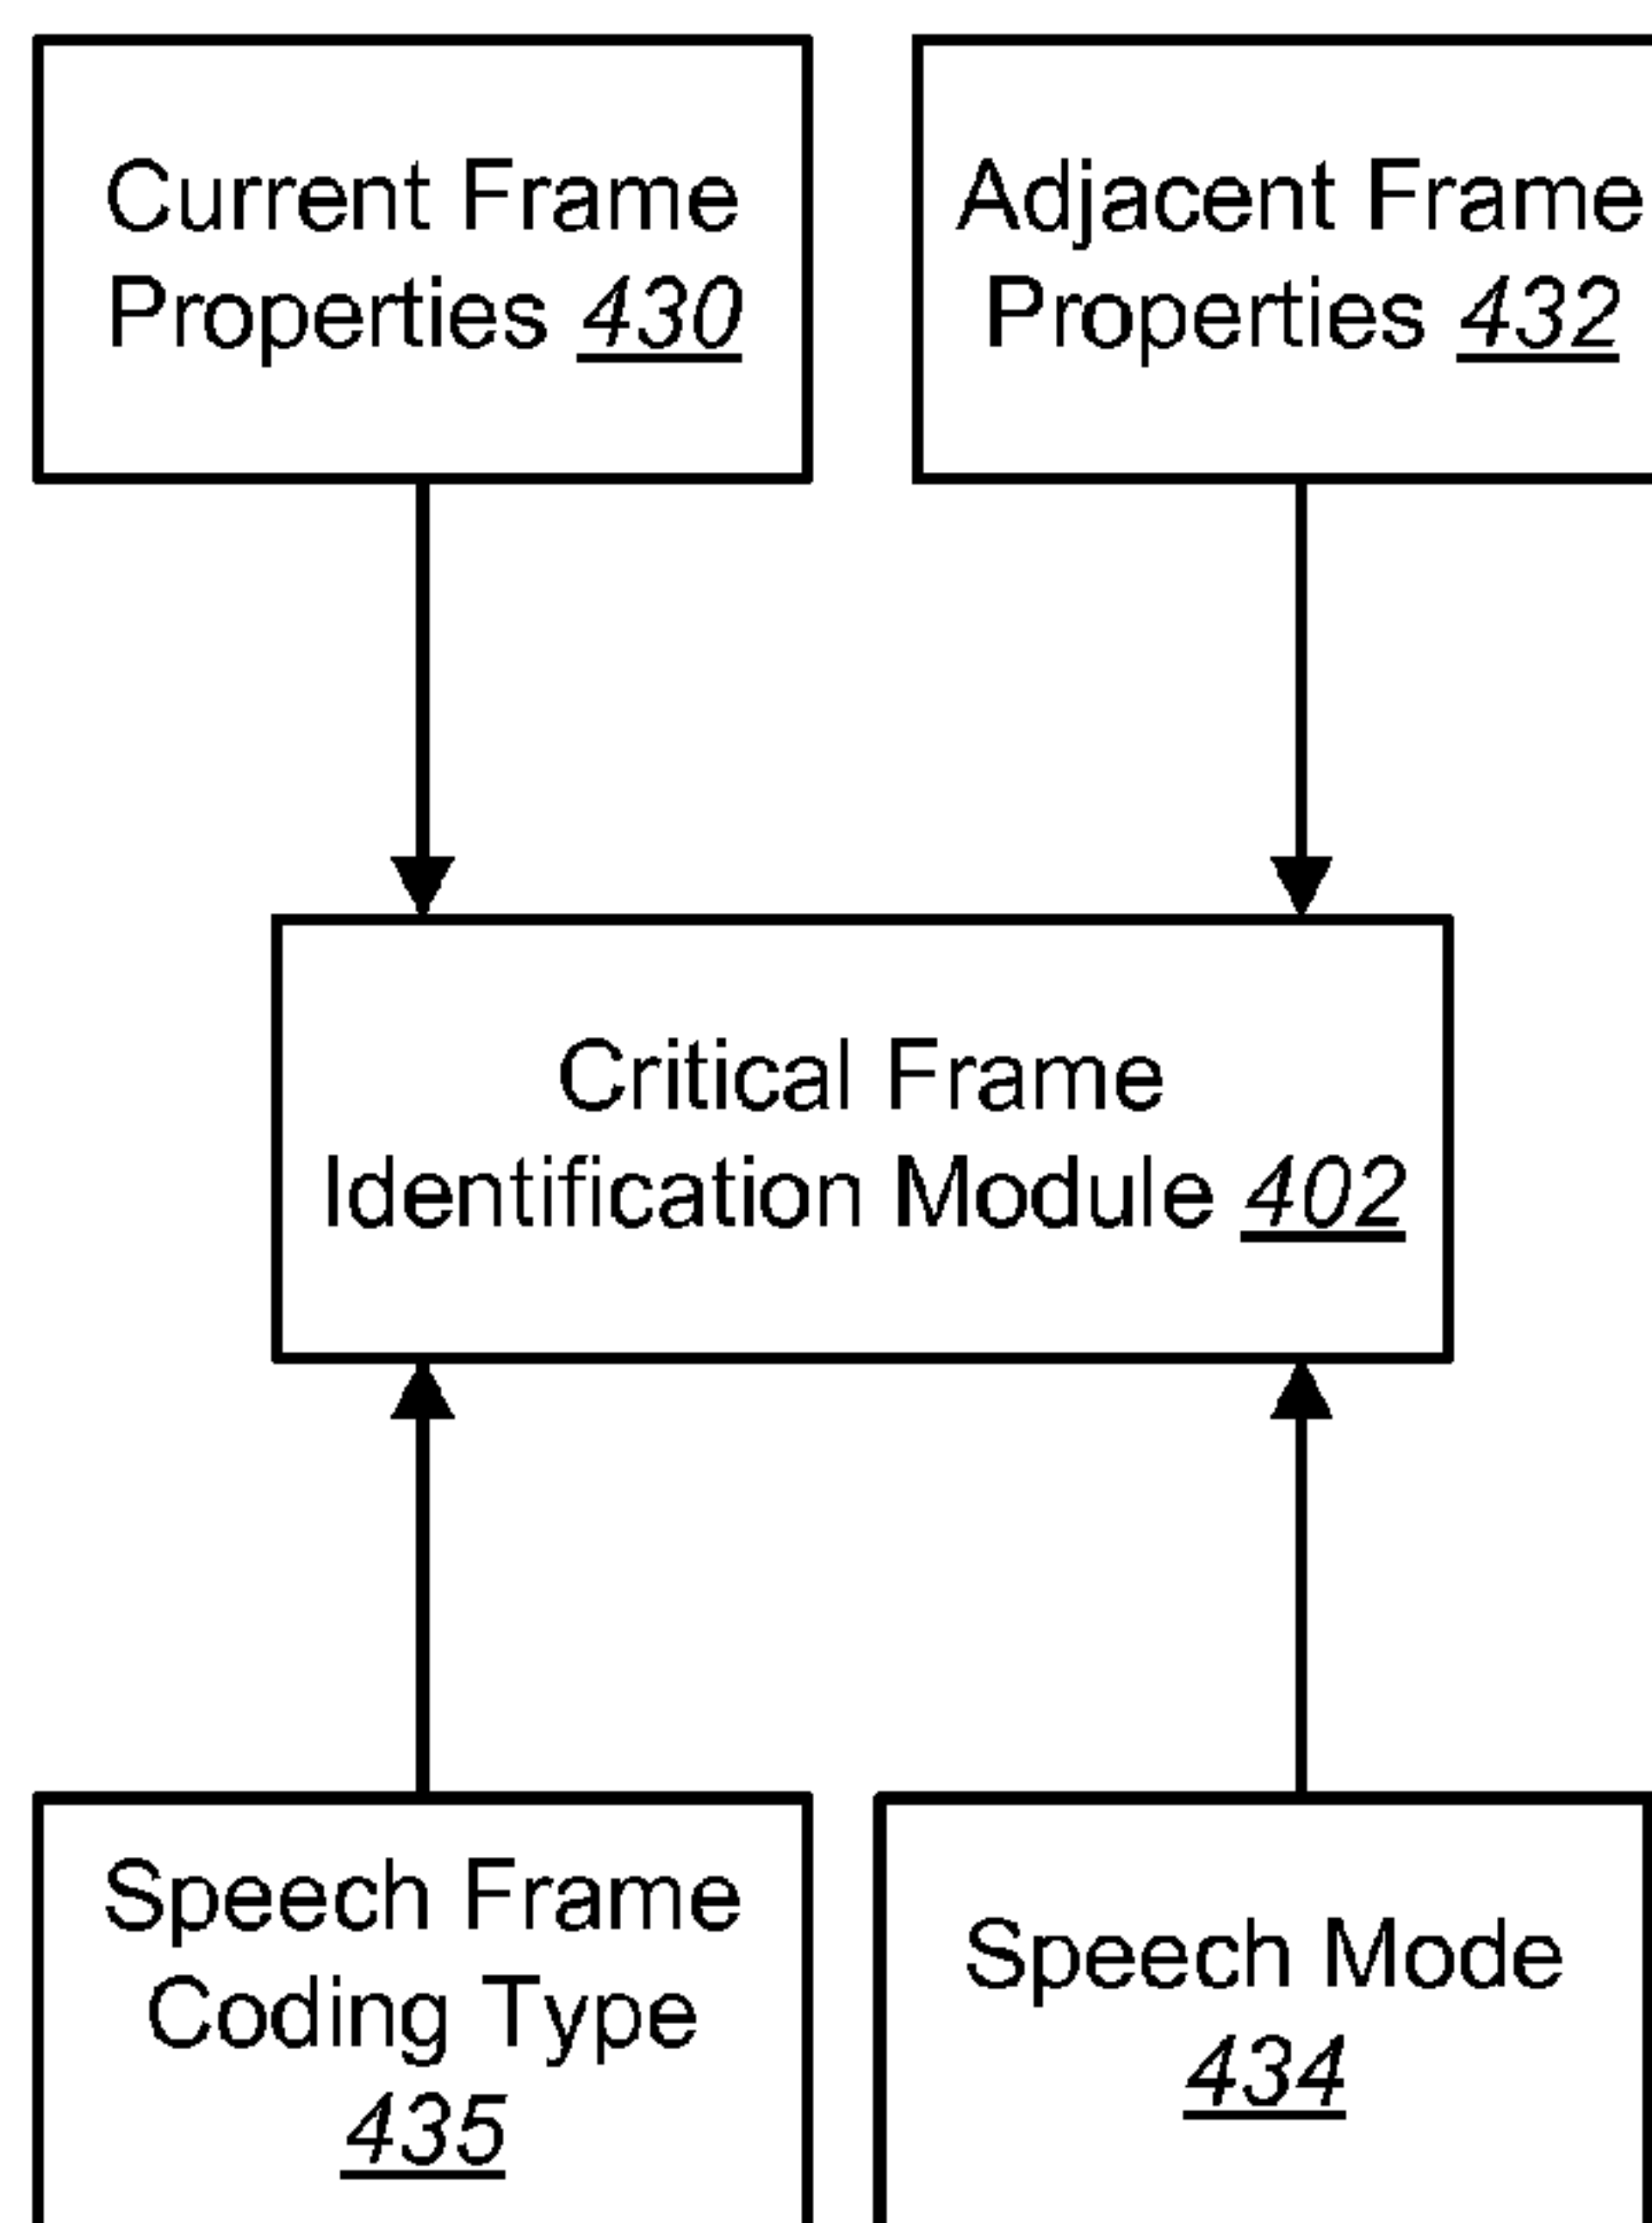 Current Frame
Properties 430
Adjacent Frame
Properties 432
Critical Frame
Identification Module 402
Speech Frame
Coding Type
435
Speech Mode
434